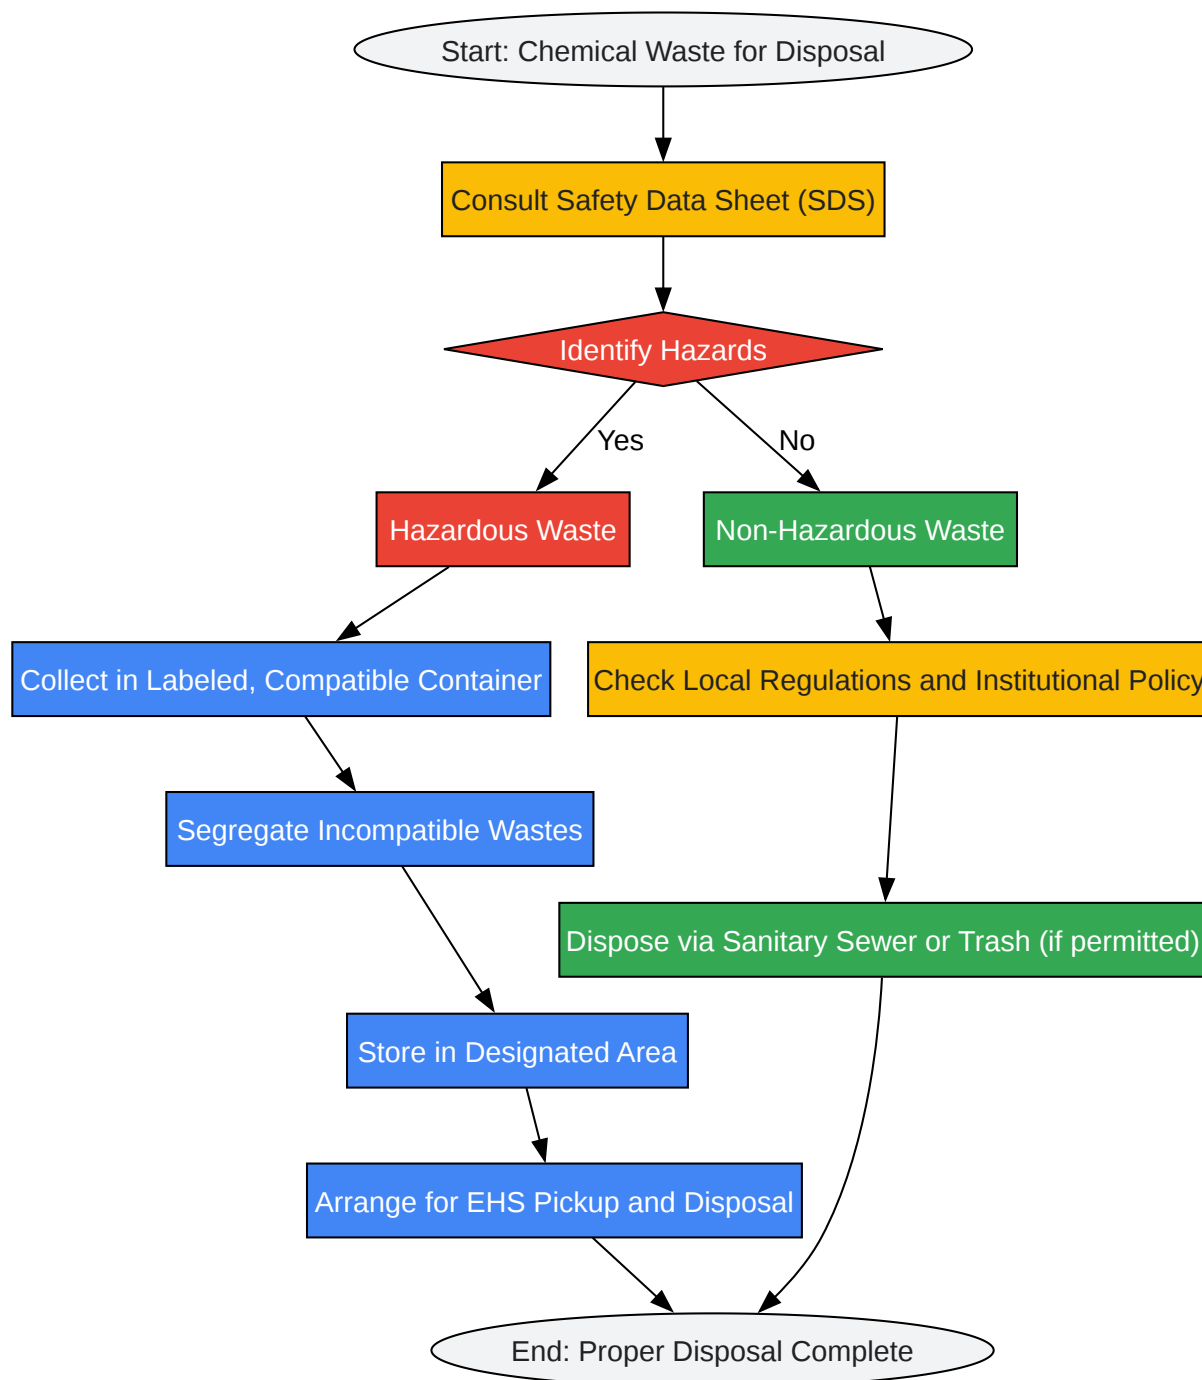 Start: Chemical Waste for Disposal
Consult Safety Data Sheet (SDS)
Identify Hazards
Yes
No
Hazardous Waste
Non-Hazardous Waste
Collect in Labeled, Compatible Container
Check Local Regulations and Institutional Policy
Segregate Incompatible Wastes
Dispose via Sanitary Sewer or Trash (if permitted)
Store in Designated Area
Arrange for EHS Pickup and Disposal
End: Proper Disposal Complete